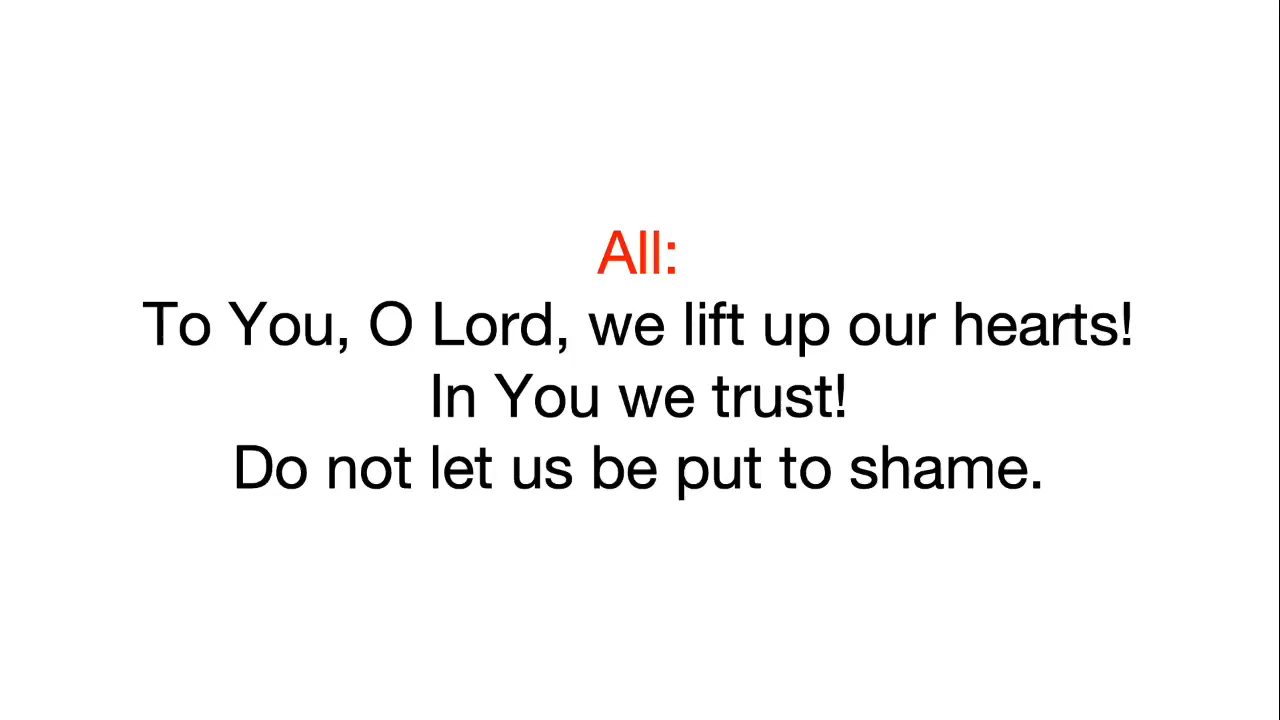 All:
To You, O Lord, we lift up our hearts!
In You we trust!
Do not let us be put to shame.